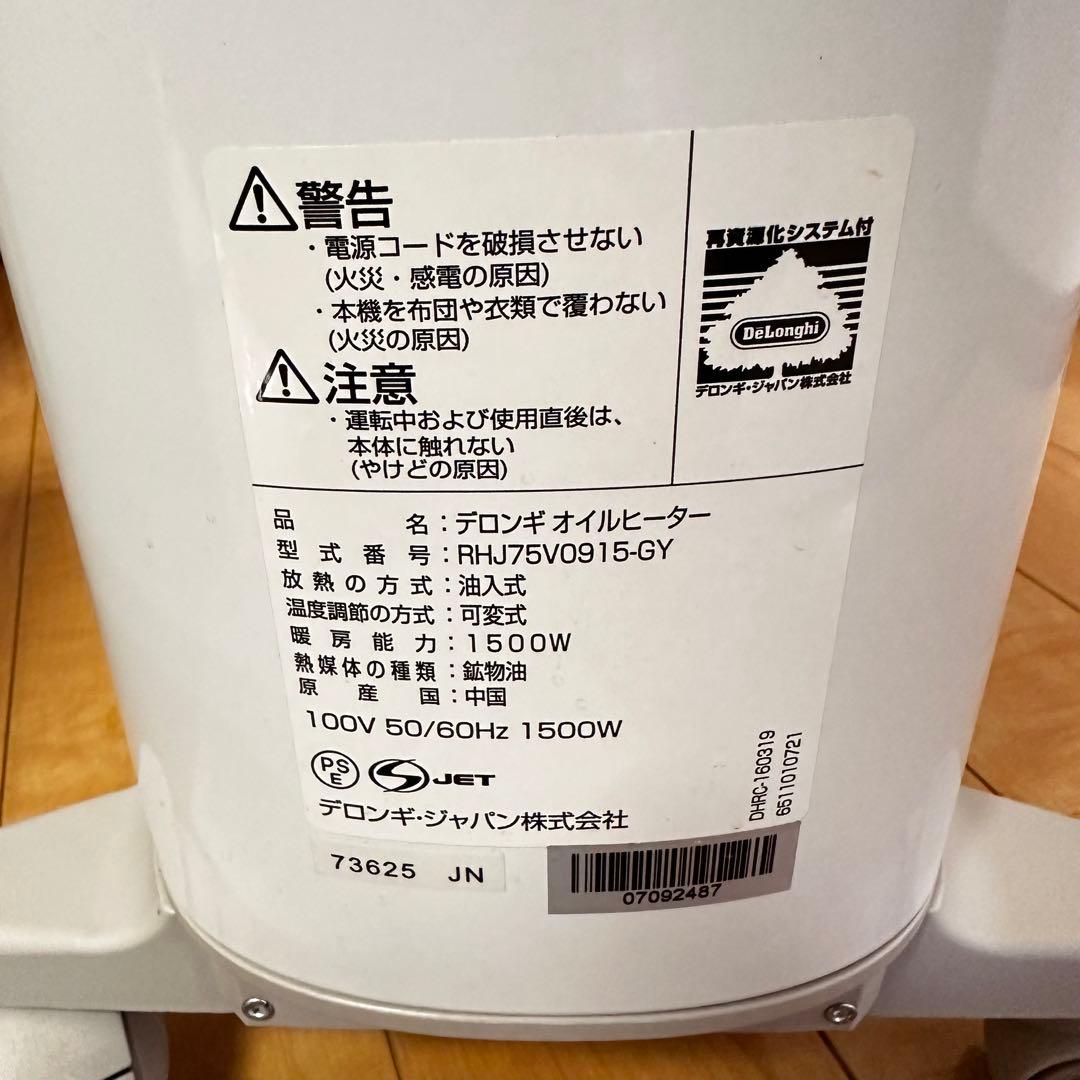 警告
・電源コードを破損させない
(火災・感電の原因)
・本機を布団や衣類で覆わない
(火災の原因)
注意
・運転中および使用直後は、
本体に触れない
(やけどの原因)
再資源化システム付
DeLonghi
デロンギ・ジャパン株式会社
品名:デロンギ オイルヒーター
型式番号:RHJ75V0915-GY
放熱の方式:油入式
温度調節の方式:可変式
暖房能力:1500W
熱媒体の種類:鉱物油
原産国:中国
100V 50/60Hz 1500W
PSE JET
デロンギ・ジャパン株式会社
DHRC-160319
6511010721
73625 JN
07092487